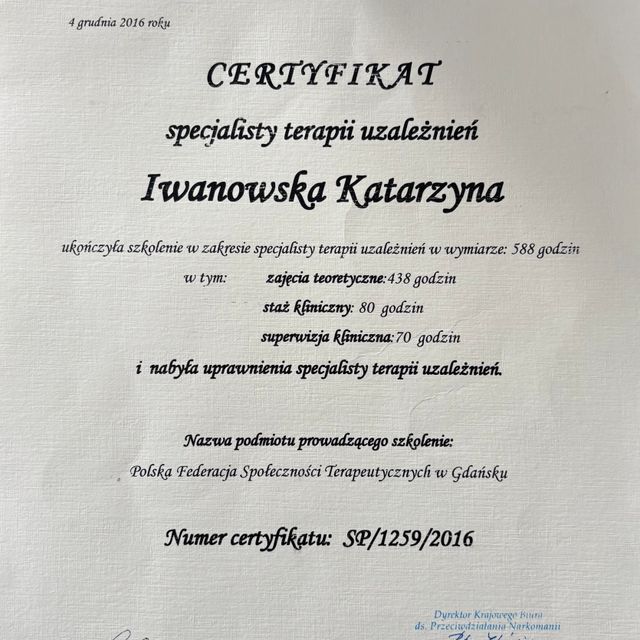 4 grudnia 2016 roku
CERTYFIKAT
specjalisty terapii uzależnień
Iwanowska Katarzyna
ukończyła szkolenie w zakresie specjalisty terapii uzależnień w wymiarze: 588 godzin
w tym: zajęcia teoretyczne:438 godzin
staż kliniczny: 80 godzin
superwizja kliniczna:70 godzin
i nabyła uprawnienia specjalisty terapii uzależnień.
Nazwa podmiotu prowadzącego szkolenie:
Polska Federacja Społeczności Terapeutycznych w Gdańsku
Numer certyfikatu: SP/1259/2016
Dyrektor Krajowego Biura
ds. Przeciwdziałania Narkomanii